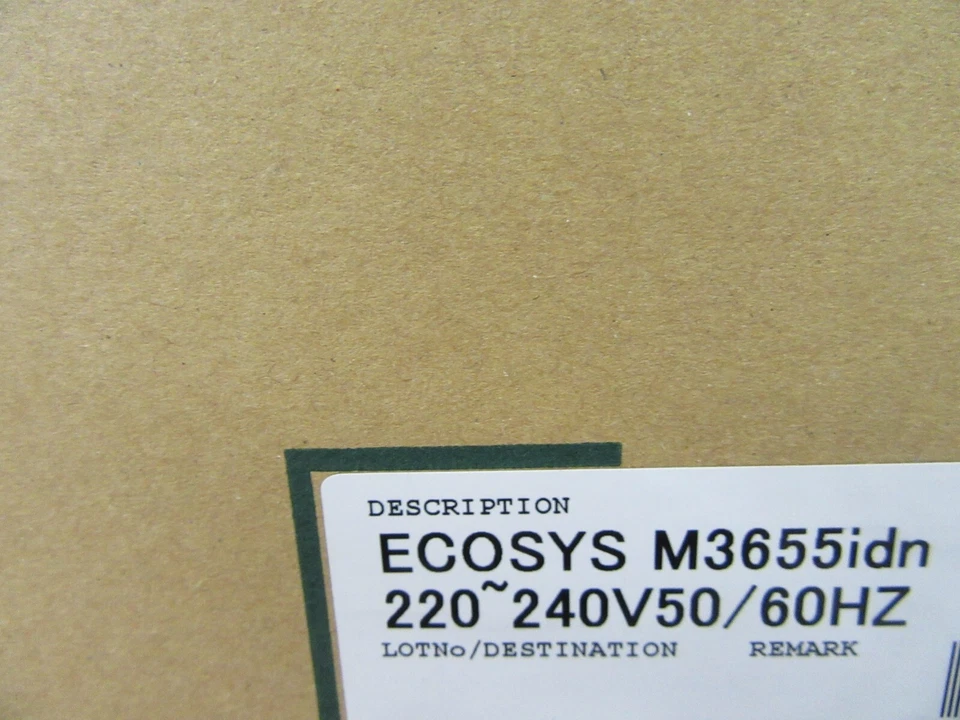 DESCRIPTION
ECOSYS M3655idn
220~240V50/60HZ
LOTNo/DESTINATION REMARK